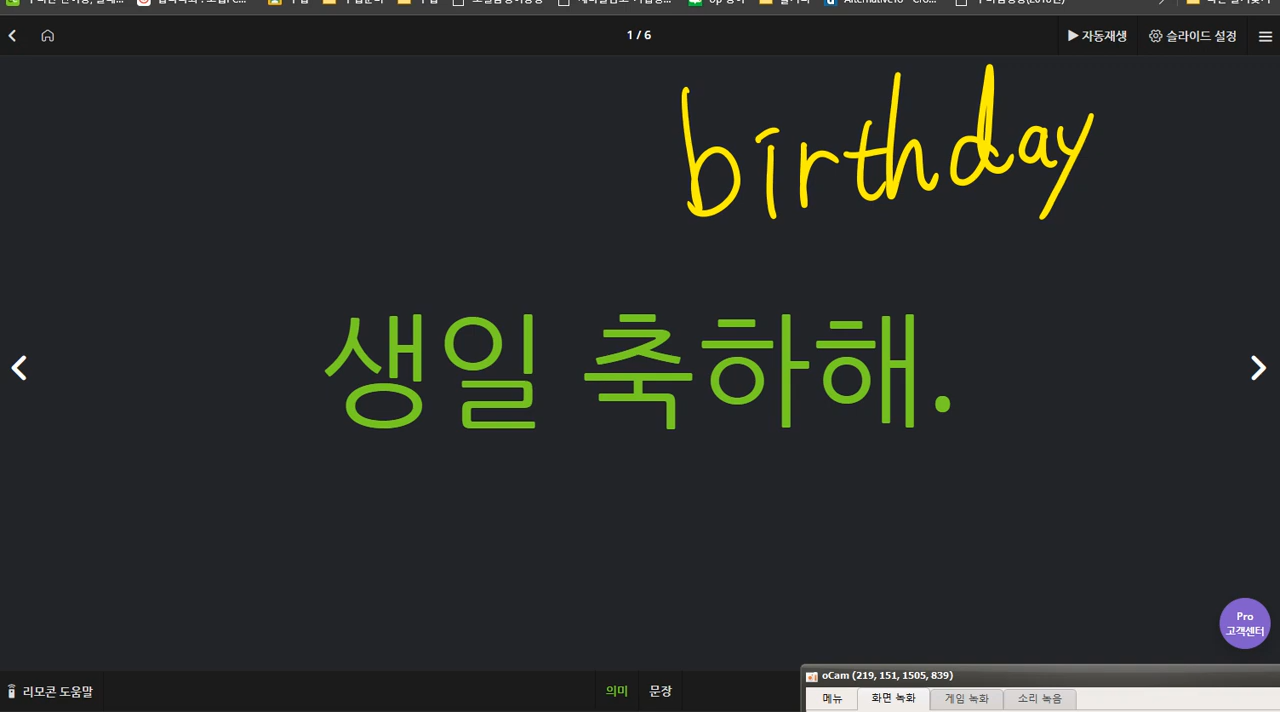 1 / 6
자동재생
슬라이드 설정
birthday
생일 축하해.
Pro
고객센터
리모콘 도움말
의미
문장
oCam (219, 151, 1505, 839)
메뉴
화면 녹화
게임 녹화
소리 녹음